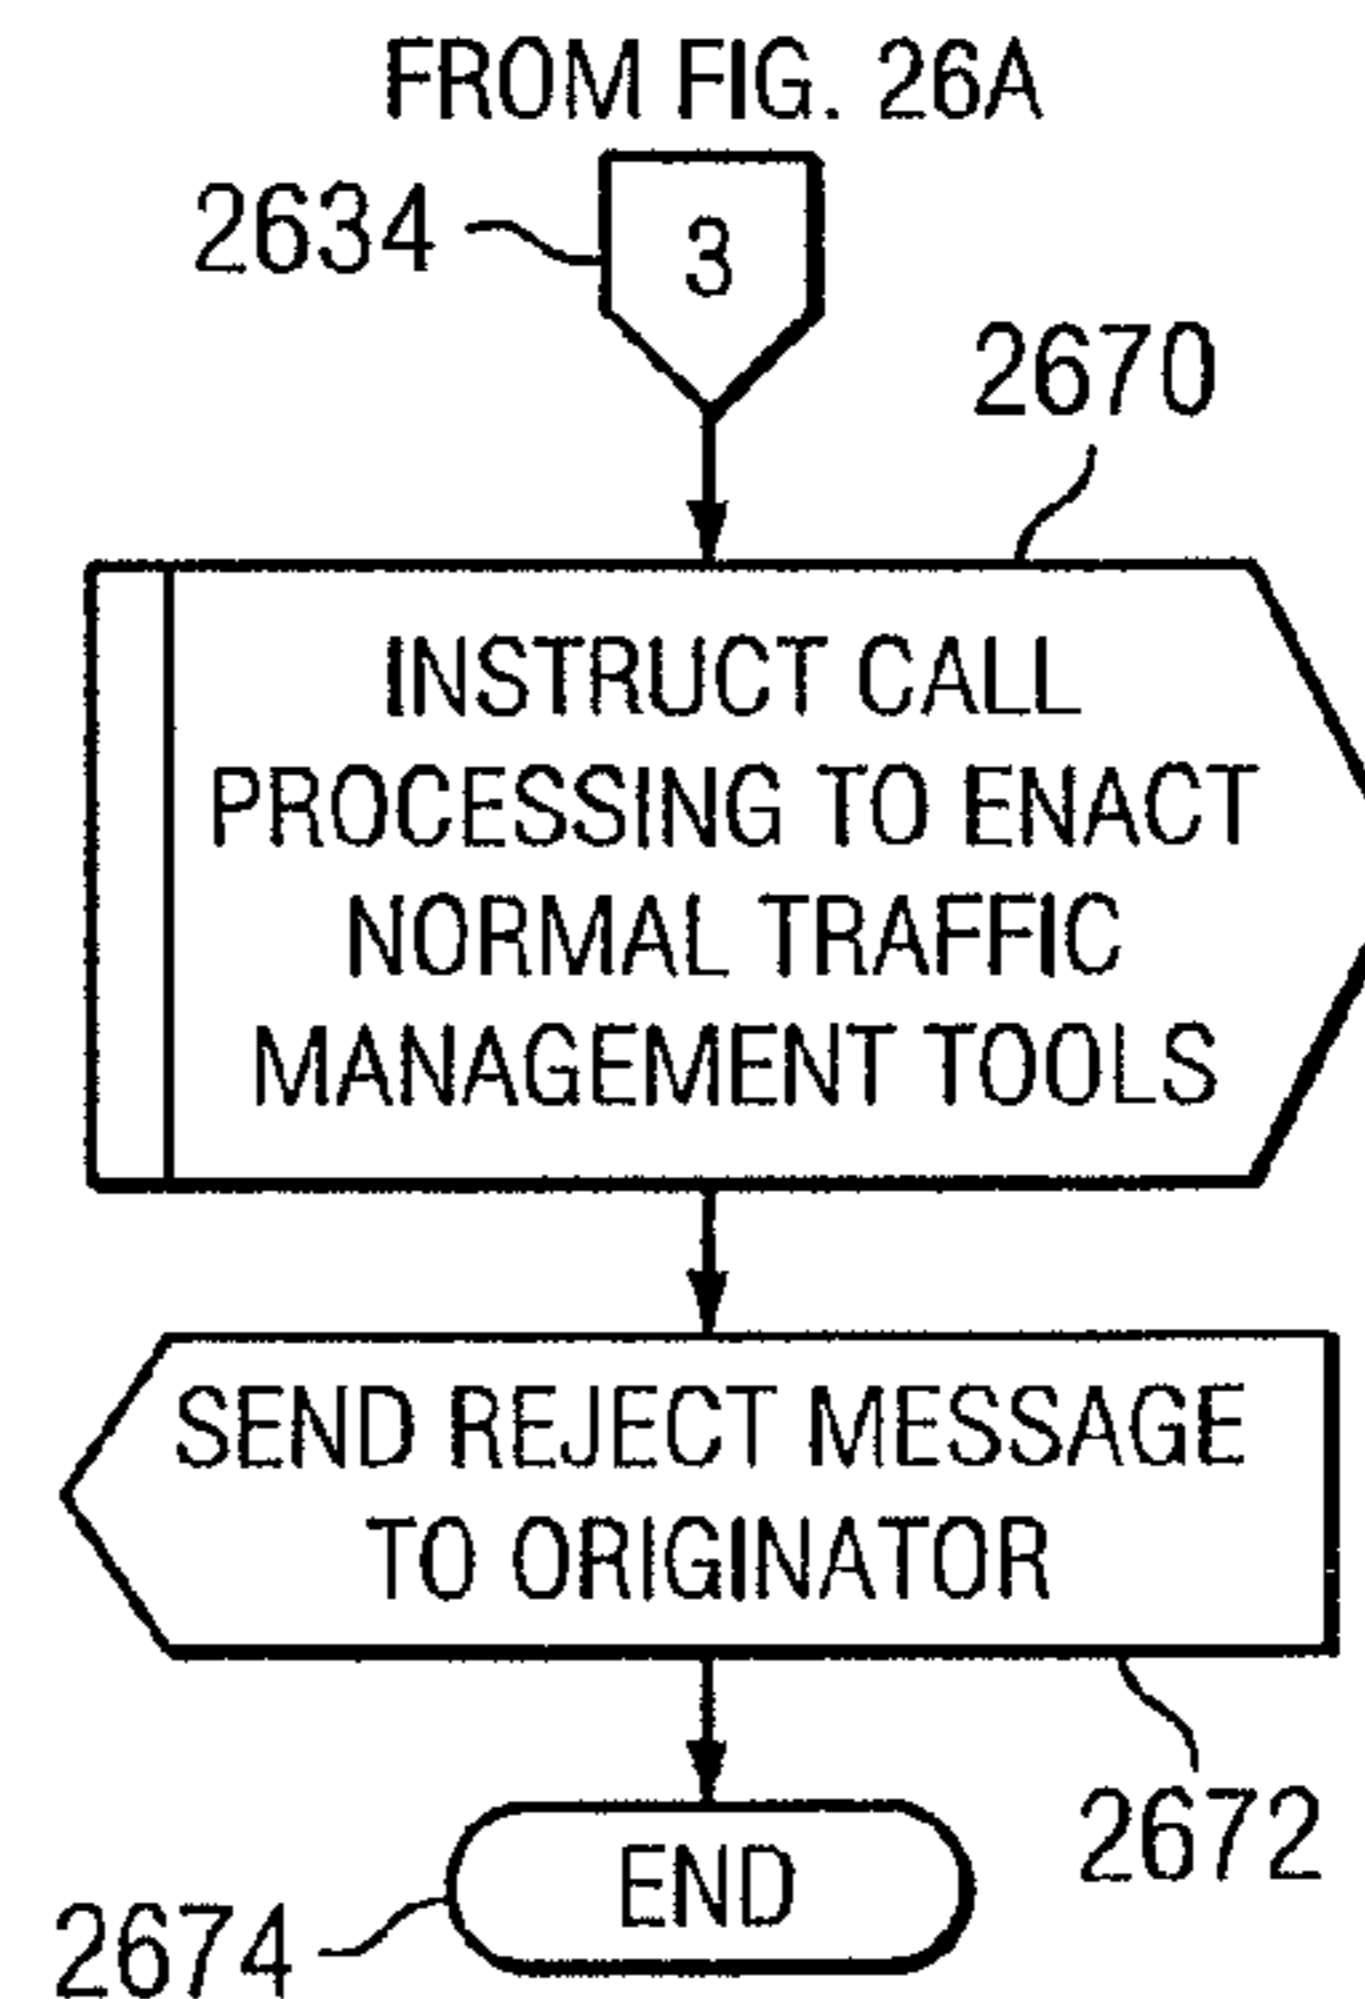 FROM FIG. 26A
2634
3
2670
INSTRUCT CALL
PROCESSING TO ENACT
NORMAL TRAFFIC
MANAGEMENT TOOLS
SEND REJECT MESSAGE
TO ORIGINATOR
2672
END
2674